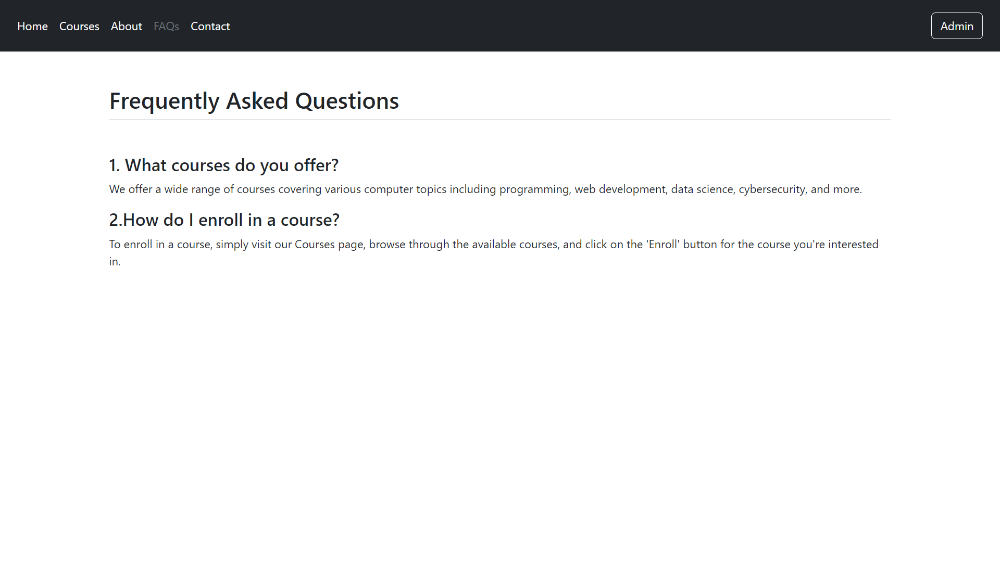 Home Courses About FAQs Contact Admin
Frequently Asked Questions
1. What courses do you offer?
We offer a wide range of courses covering various computer topics including programming, web development, data science, cybersecurity, and more.
2.How do I enroll in a course?
To enroll in a course, simply visit our Courses page, browse through the available courses, and click on the 'Enroll' button for the course you're interested
in.